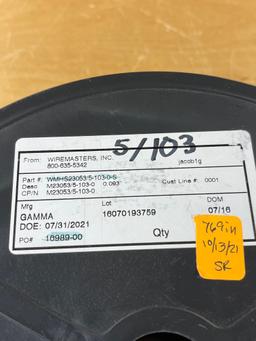 5/103
From: WIREMASTERS, INC.
800-635-5342
jacob1g
Part #: WMHS23053/5-103-0-S
Desc M23053/5-103-0 0.093"
Cust Line #: 0001
C/P/N M23053/5-103-0
Mfg Lot DOM
GAMMA 16070193759 07/16
DOE: 07/31/2021 Qty
PO# 16989-00
769in
10/13/21
SR